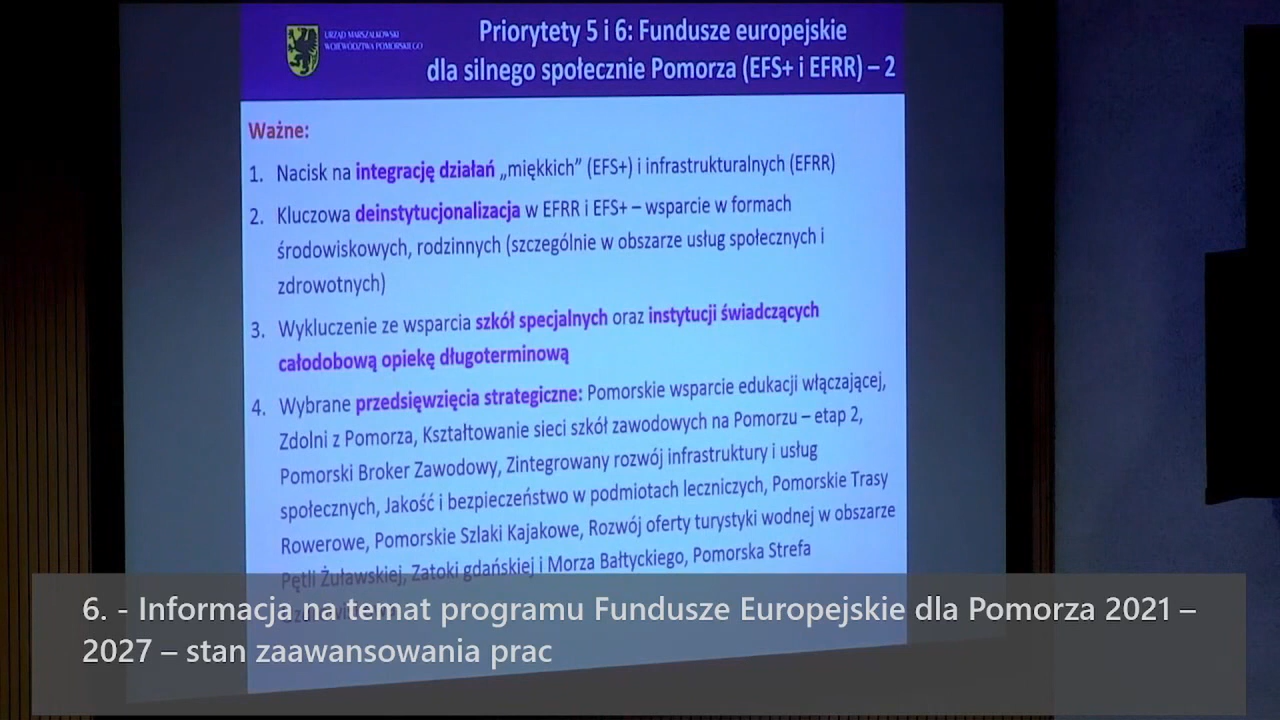 URZĄD MARSZAŁKOWSKI
WOJEWÓDZTWA POMORSKIEGO
Priorytety 5 i 6: Fundusze europejskie
dla silnego społecznie Pomorza (EFS+ i EFRR) – 2
Ważne:
1. Nacisk na integrację działań „miękkich” (EFS+) i infrastrukturalnych (EFRR)
2. Kluczowa deinstytucjonalizacja w EFRR i EFS+ – wsparcie w formach
środowiskowych, rodzinnych (szczególnie w obszarze usług społecznych i
zdrowotnych)
3. Wykluczenie ze wsparcia szkół specjalnych oraz instytucji świadczących
całodobową opiekę długoterminową
4. Wybrane przedsięwzięcia strategiczne: Pomorskie wsparcie edukacji włączającej,
Zdolni z Pomorza, Kształtowanie sieci szkół zawodowych na Pomorzu – etap 2,
Pomorski Broker Zawodowy, Zintegrowany rozwój infrastruktury i usług
społecznych, Jakość i bezpieczeństwo w podmiotach leczniczych, Pomorskie Trasy
Rowerowe, Pomorskie Szlaki Kajakowe, Rozwój oferty turystyki wodnej w obszarze
Pętli Żuławskiej, Zatoki gdańskiej i Morza Bałtyckiego, Pomorska Strefa
6. - Informacja na temat programu Fundusze Europejskie dla Pomorza 2021 –
2027 – stan zaawansowania prac